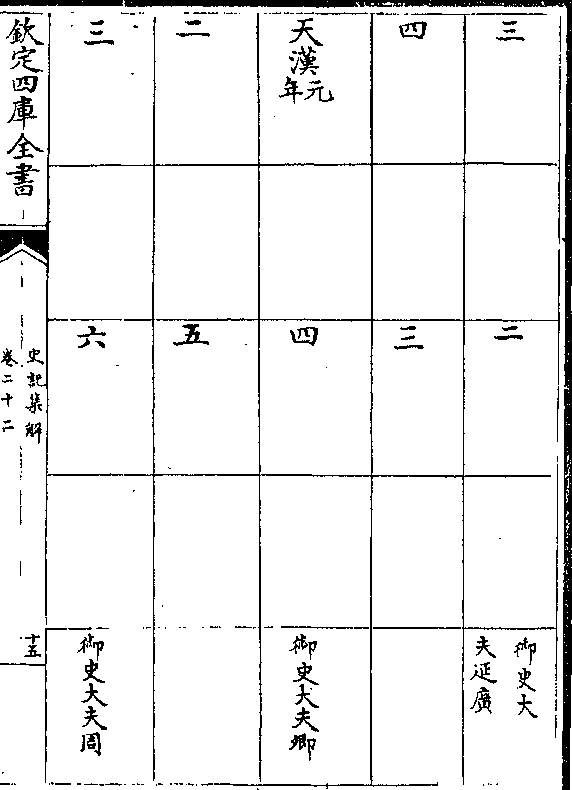 三
二
御史大
夫延廣
四
三
天漢
元年
四
御史大夫卿
二
五
三
六
御史大夫周
欽定四庫全書
史記集解
卷二十二
十五